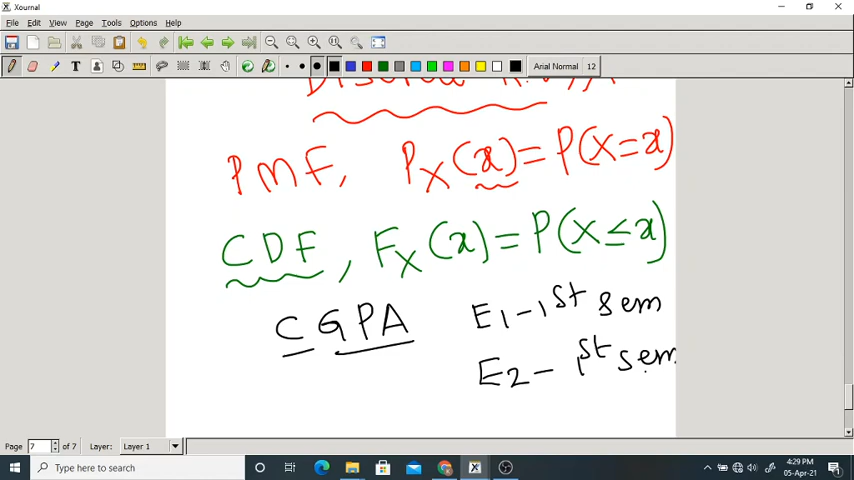 Xournal
File Edit View Page Tools Options Help
Arial Normal 12
PMF, PX(x)=P(X=x)
CDF, FX(x)=P(X≤x)
CGPA E1-1st sem
E2- 1st sem
Page 7 of 7 Layer: Layer 1
Type here to search
4:29 PM
05-Apr-21